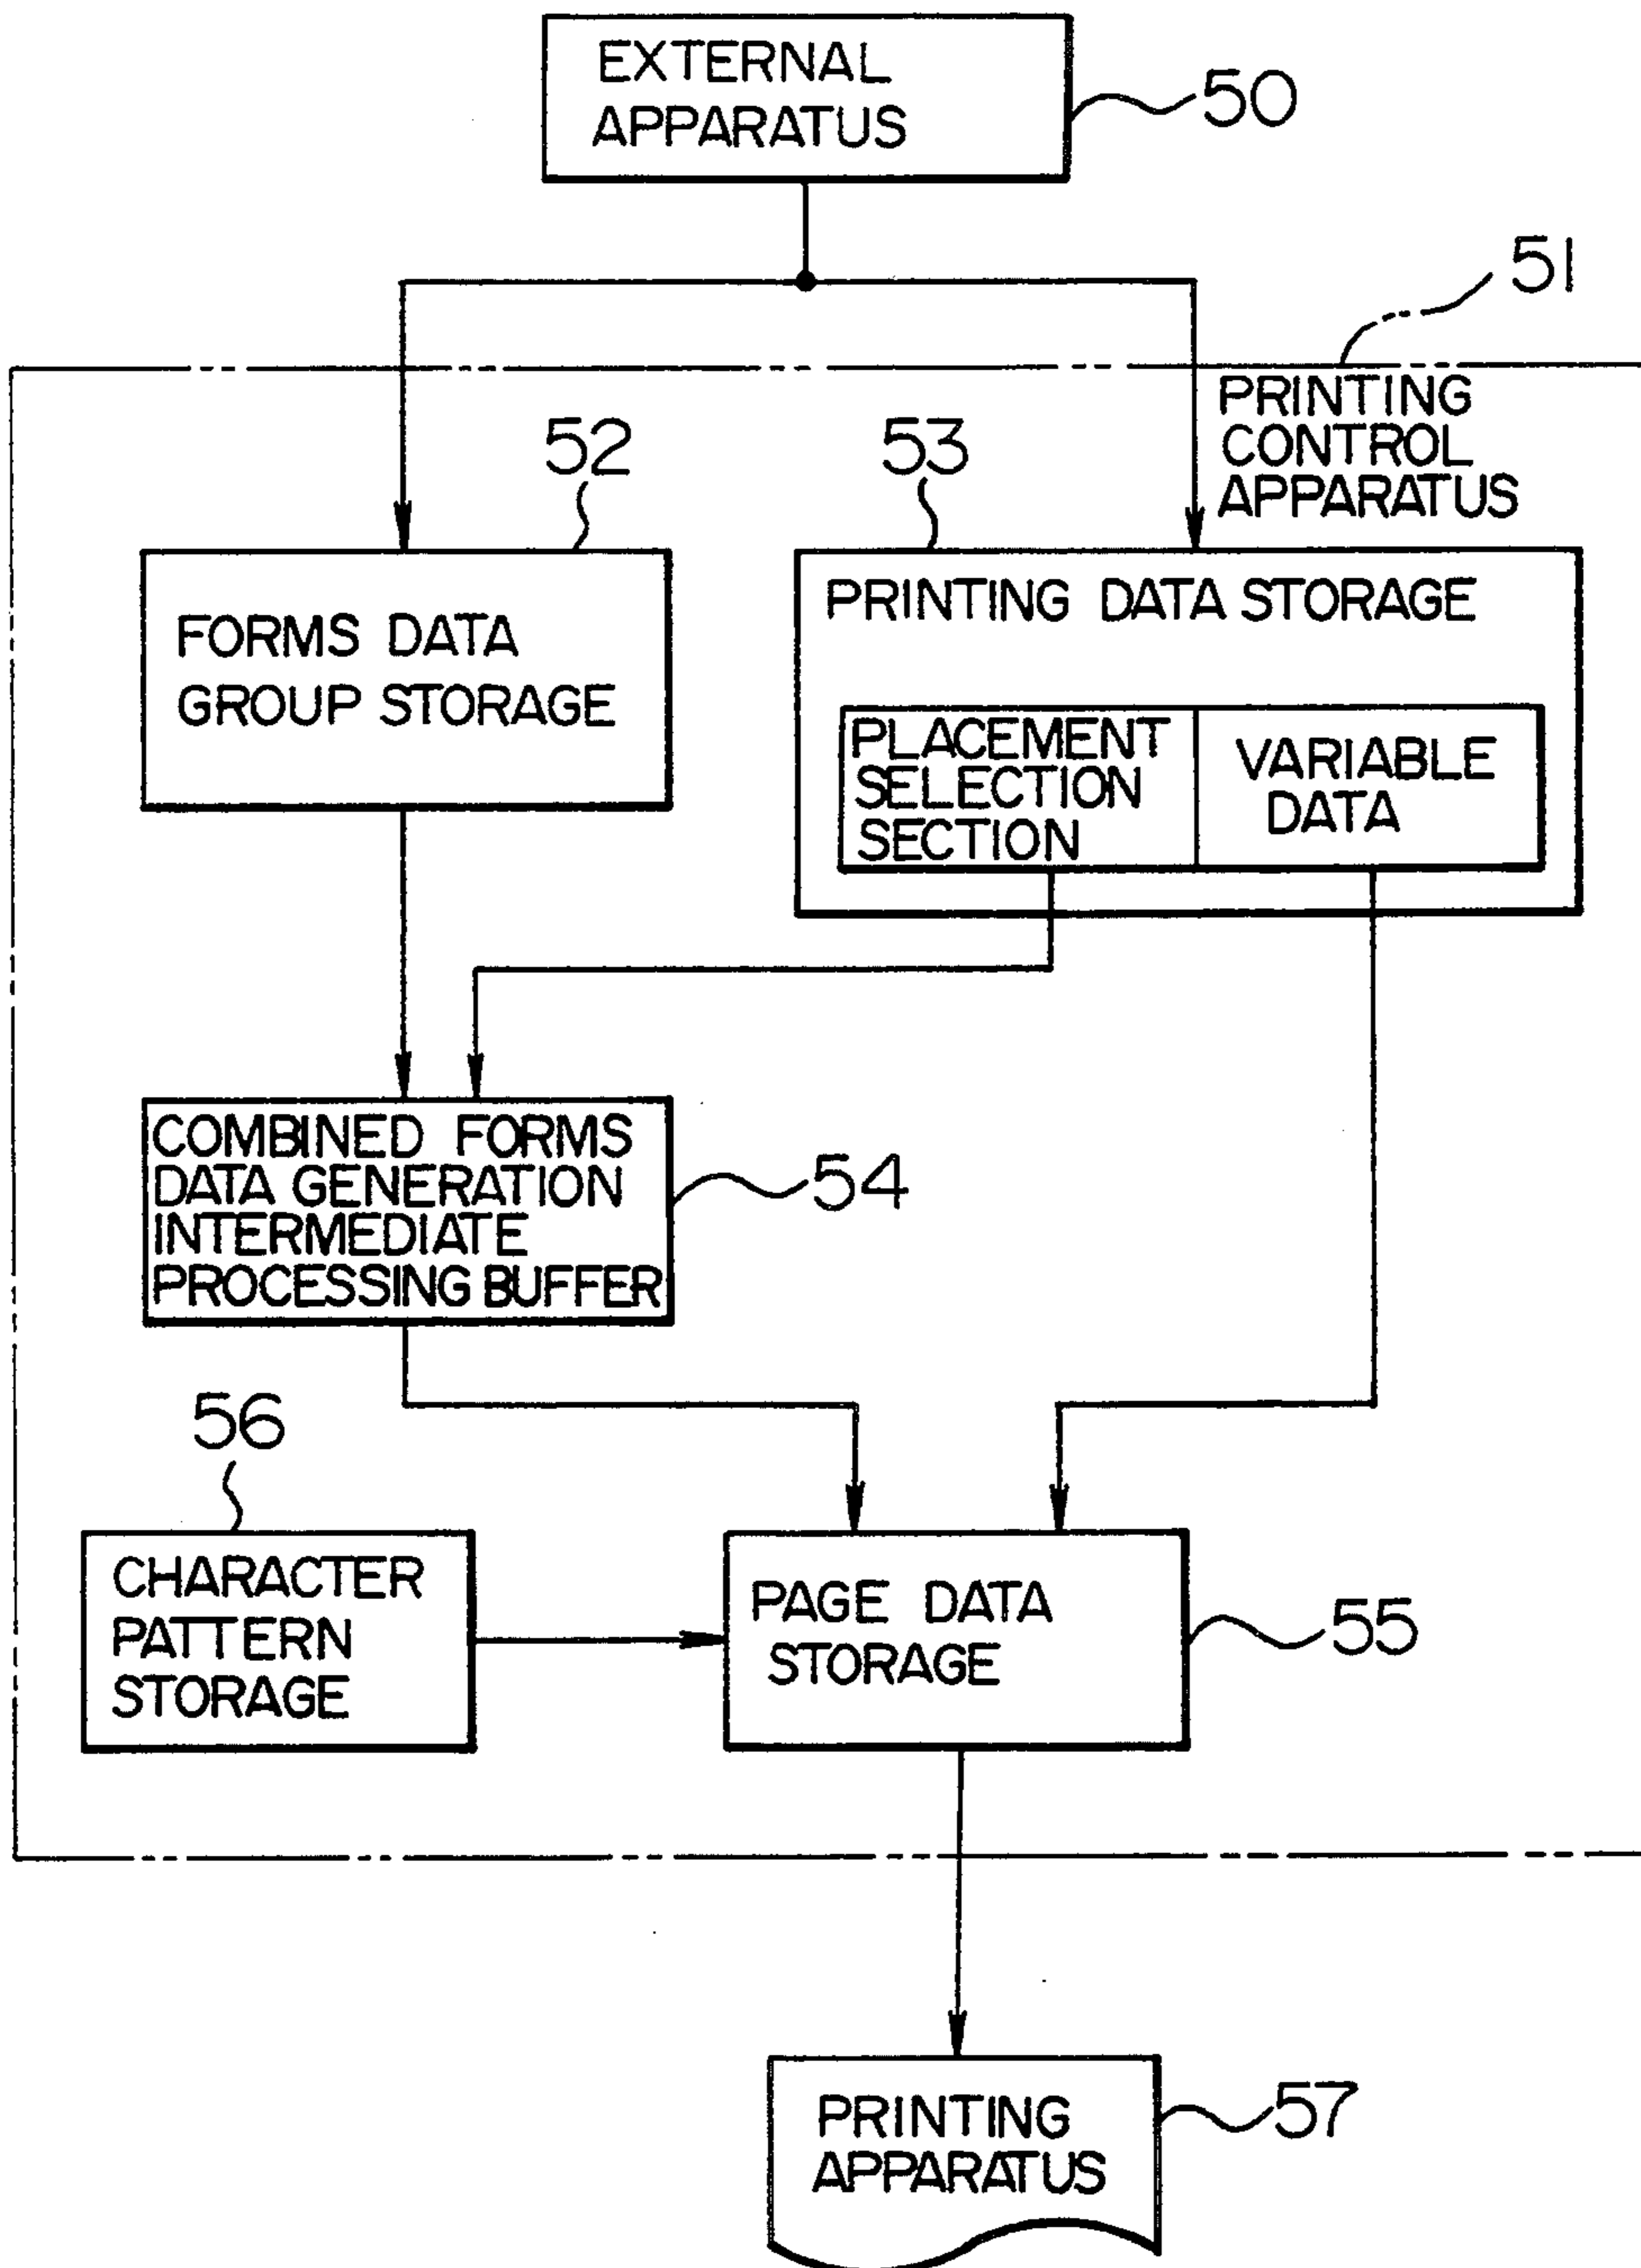 EXTERNAL
APPARATUS
50
51
PRINTING
CONTROL
APPARATUS
52
53
FORMS DATA
GROUP STORAGE
PRINTING DATA STORAGE
PLACEMENT
SELECTION
SECTION
VARIABLE
DATA
COMBINED FORMS
DATA GENERATION
INTERMEDIATE
PROCESSING BUFFER
54
56
CHARACTER
PATTERN
STORAGE
PAGE DATA
STORAGE
55
PRINTING
APPARATUS
57